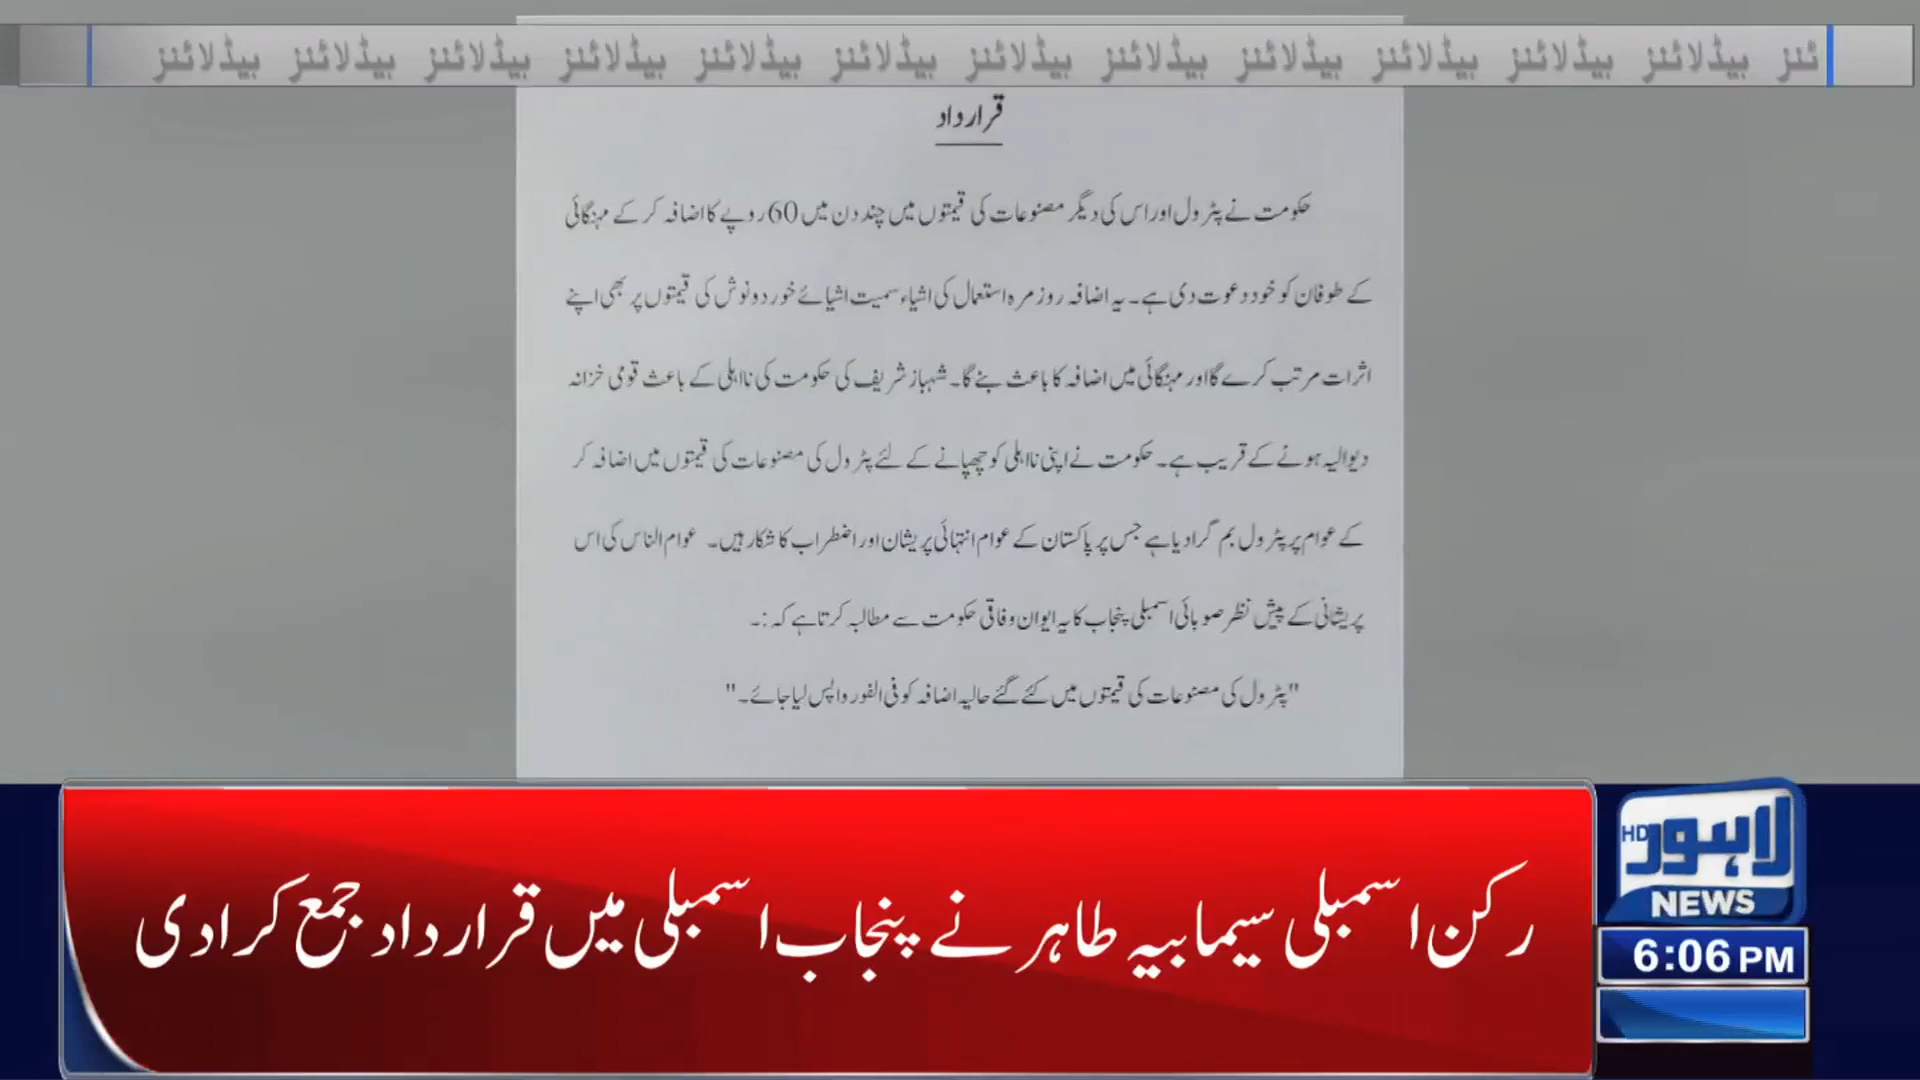 ئنز ہیڈلائنز ہیڈلائنز ہیڈلائنز ہیڈلائنز ہیڈلائنز ہیڈلائنز ہیڈلائنز ہیڈلائنز ہیڈلائنز ہیڈلائنز ہیڈلائنز ہیڈلائنز
قرارداد
حکومت نے پٹرول اور اس کی دیگر مصنوعات کی قیمتوں میں چند دن میں 60 روپے کا اضافہ کر کے مہنگائی
کے طوفان کو خود دعوت دی ہے۔ یہ اضافہ روزمرہ استعمال کی اشیاء سمیت اشیائے خوردونوش کی قیمتوں پر بھی اپنے
اثرات مرتب کرے گا اور مہنگائی میں اضافہ کا باعث بنے گا۔ شہباز شریف کی حکومت کی نااہلی کے باعث قومی خزانہ
دیوالیہ ہونے کے قریب ہے۔ حکومت نے اپنی نااہلی کو چھپانے کے لئے پٹرول کی مصنوعات کی قیمتوں میں اضافہ کر
کے عوام پر پٹرول بم گرادیا ہے جس پر پاکستان کے عوام انتہائی پریشان اور اضطراب کا شکار ہیں۔ عوام الناس کی اس
پریشانی کے پیش نظر صوبائی اسمبلی پنجاب کا یہ ایوان وفاقی حکومت سے مطالبہ کرتا ہے کہ :۔
"پٹرول کی مصنوعات کی قیمتوں میں کئے گئے حالیہ اضافہ کو فی الفور واپس لیا جائے۔"
رکن اسمبلی سیمابیہ طاہر نے پنجاب اسمبلی میں قرارداد جمع کرادی
لاہور HD
NEWS
6:06 PM